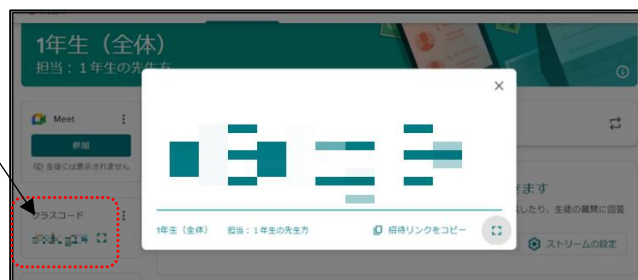 1年生（全体）
担当：１年生の先生方
Meet
参加
生徒には表示されません
クラスコード
1年生（全体） 担当：１年生の先生方 招待リンクをコピー
きます
したり、生徒の質問に回答
ストリームの設定